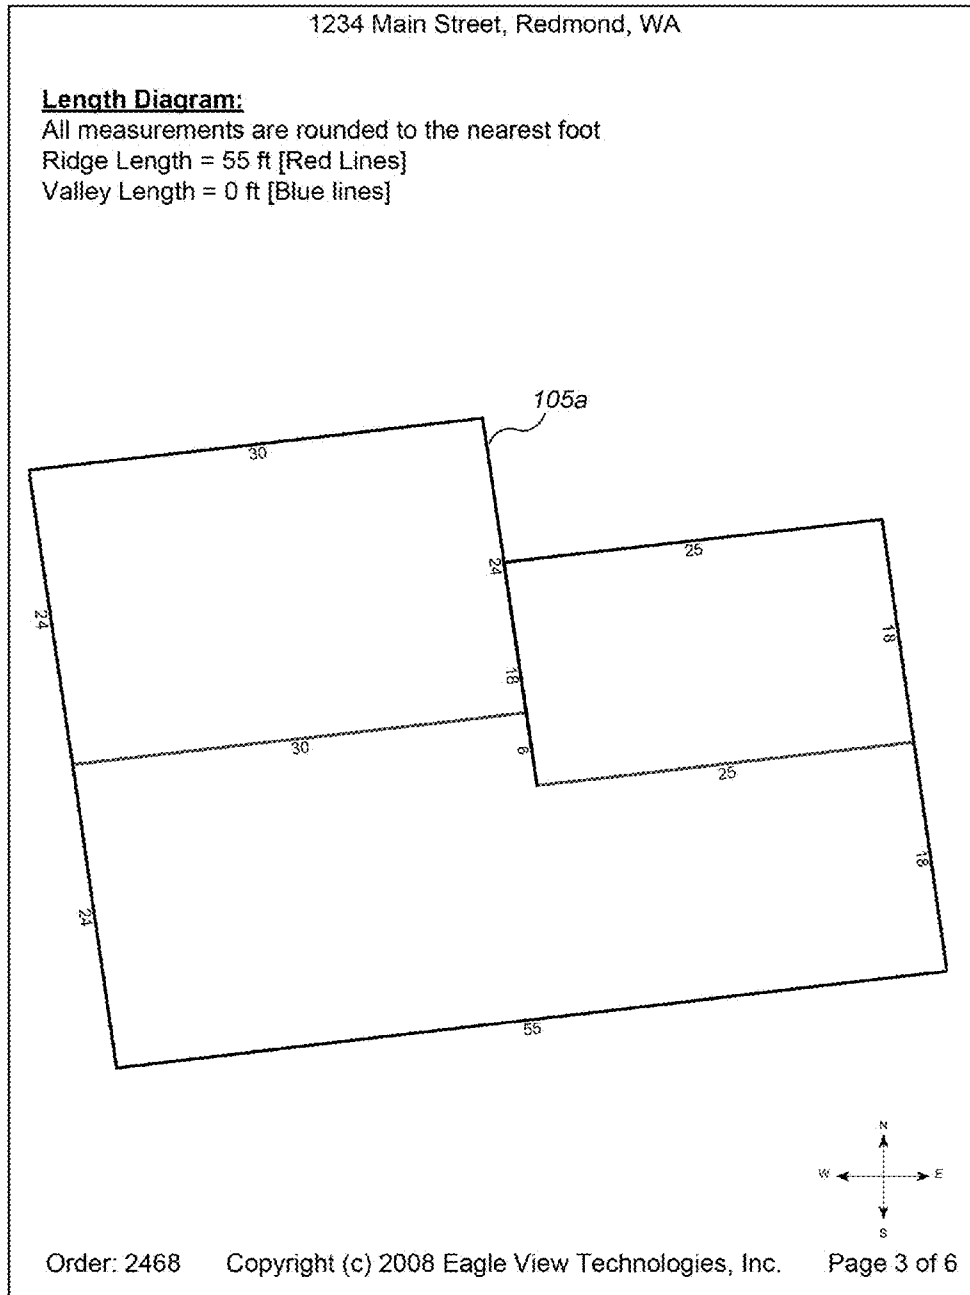 1234 Main Street, Redmond, WA
Length Diagram:
All measurements are rounded to the nearest foot
Ridge Length = 55 ft [Red Lines]
Valley Length = 0 ft [Blue lines]
105a
30
25
24
24
18
18
30
6
25
24
18
55
N
W
E
S
Order: 2468 Copyright (c) 2008 Eagle View Technologies, Inc. Page 3 of 6